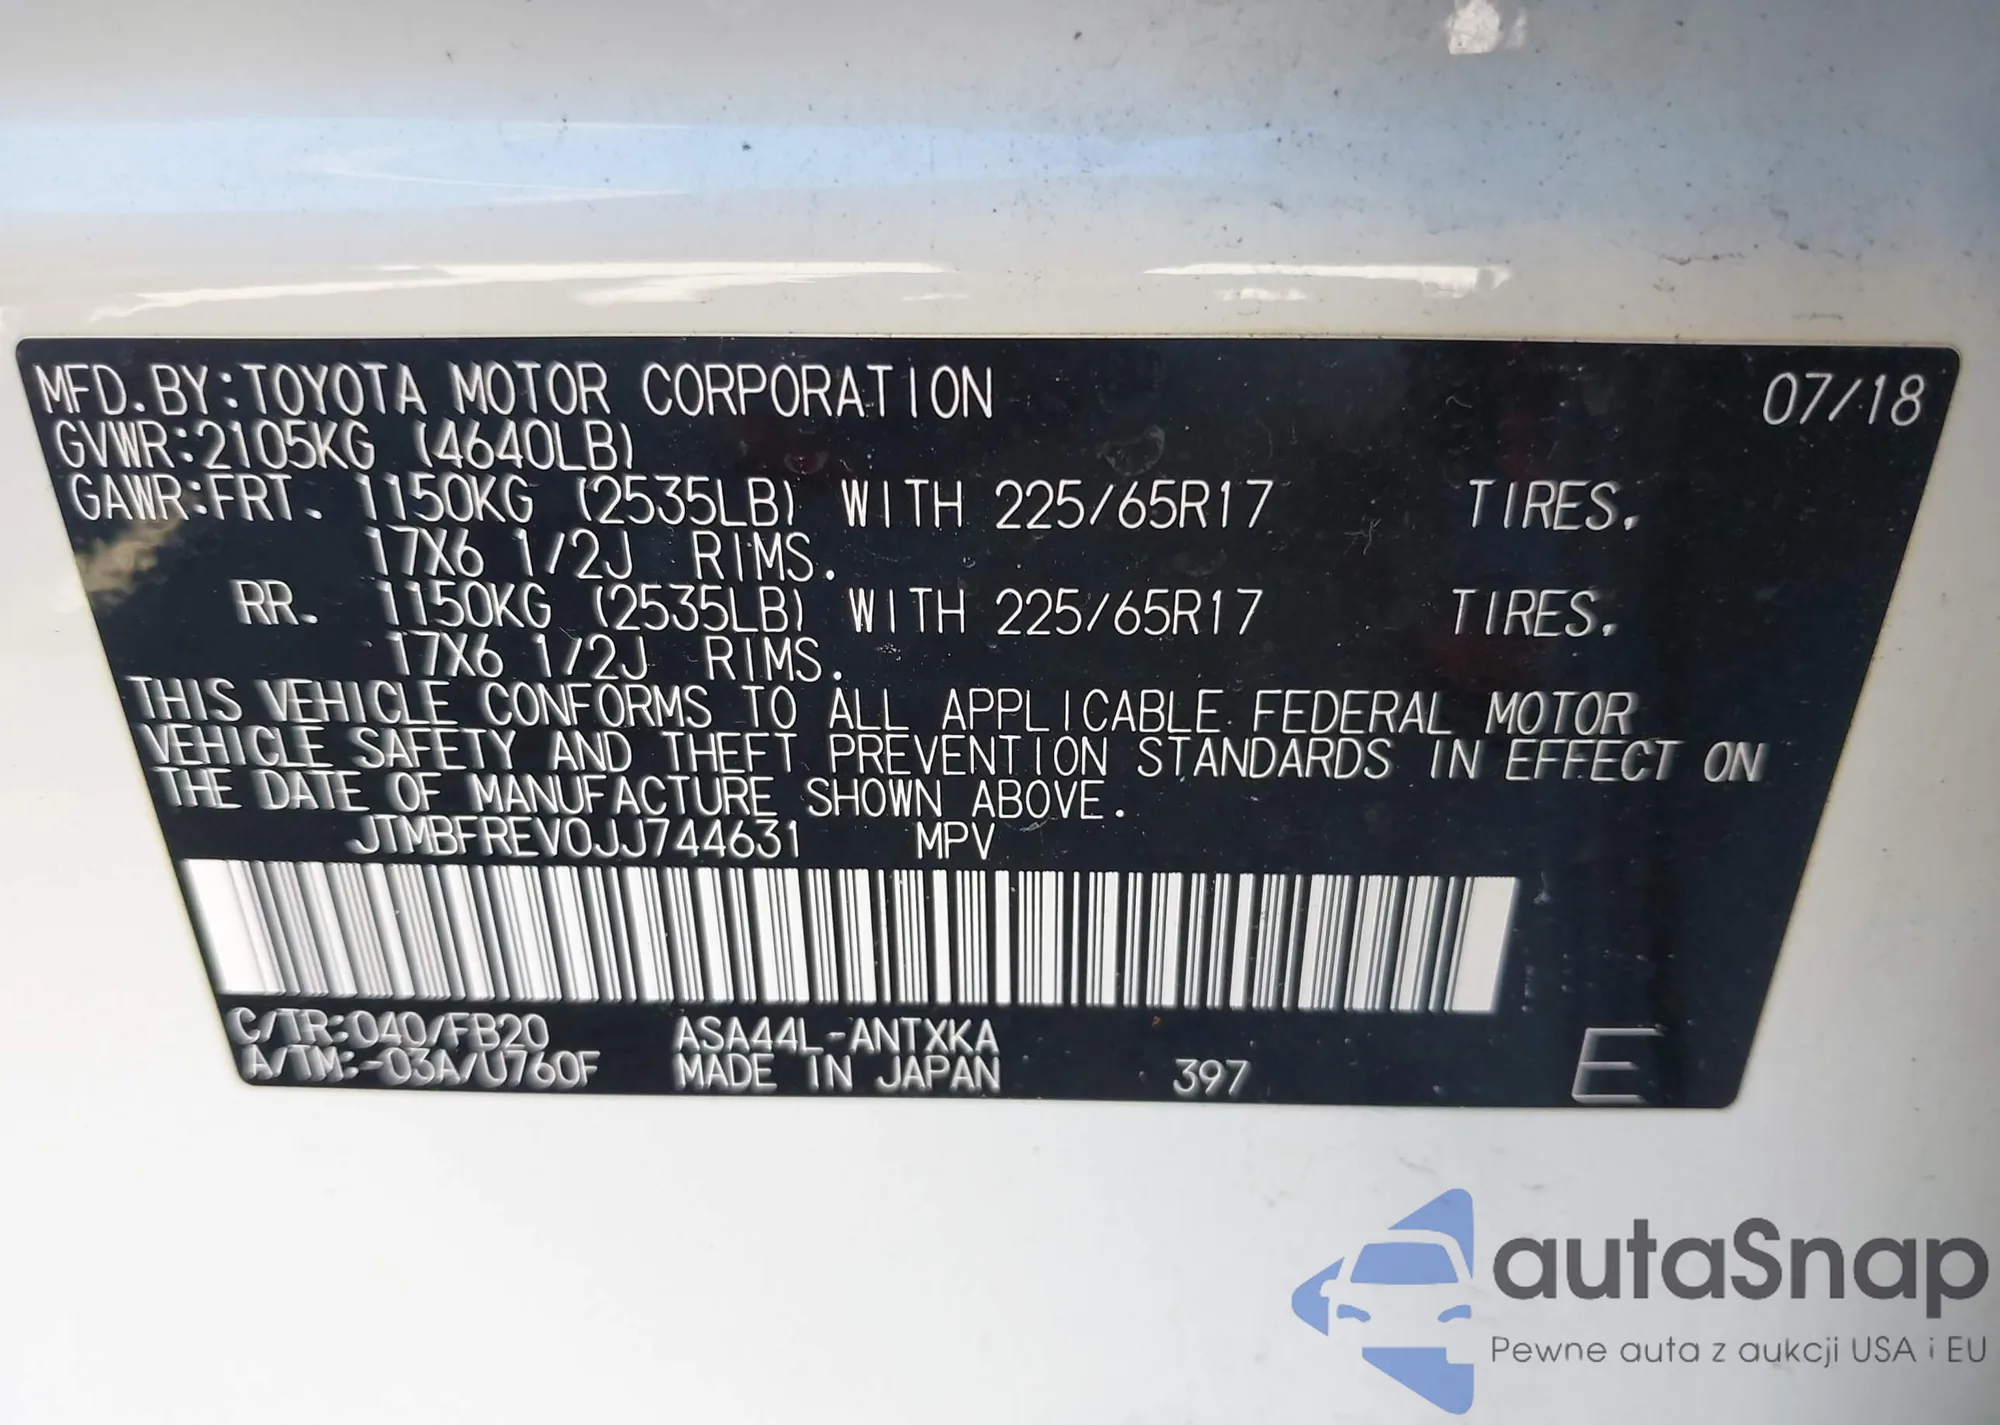 MFD. BY: TOYOTA MOTOR CORPORATION 07/18
GVWR: 2105KG (4640LB)
GAWR: FRT. 1150KG (2535LB) WITH 225/65R17 TIRES.
17X6 1/2J RIMS.
RR. 1150KG (2535LB) WITH 225/65R17 TIRES.
17X6 1/2J RIMS.
THIS VEHICLE CONFORMS TO ALL APPLICABLE FEDERAL MOTOR
VEHICLE SAFETY AND THEFT PREVENTION STANDARDS IN EFFECT ON
THE DATE OF MANUFACTURE SHOWN ABOVE.
JTMBFREV0JJ744631 MPV
C/TR: 040/FB20 ASA44L-ANTXKA
A/TM: -03A/U760F MADE IN JAPAN 397 E
autaSnap
Pewne auta z aukcji USA i EU